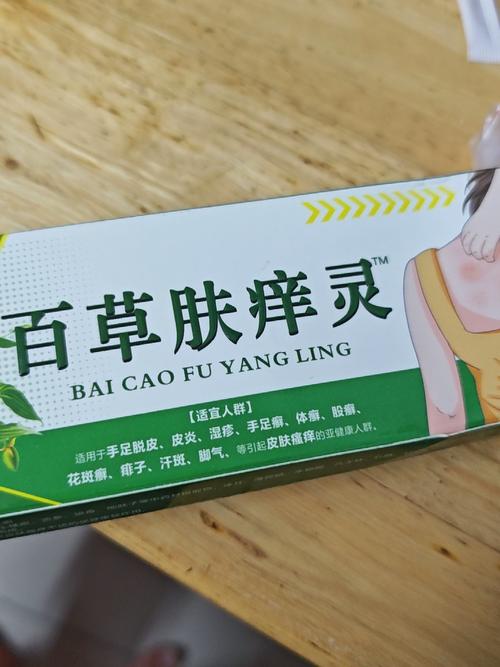 百草肤痒灵™
BAI CAO FU YANG LING
【适宜人群】
适用于手足脱皮、皮炎、湿疹、手足癣、体癣、股癣、
花斑癣、痱子、汗斑、脚气、等引起皮肤瘙痒的亚健康人群。